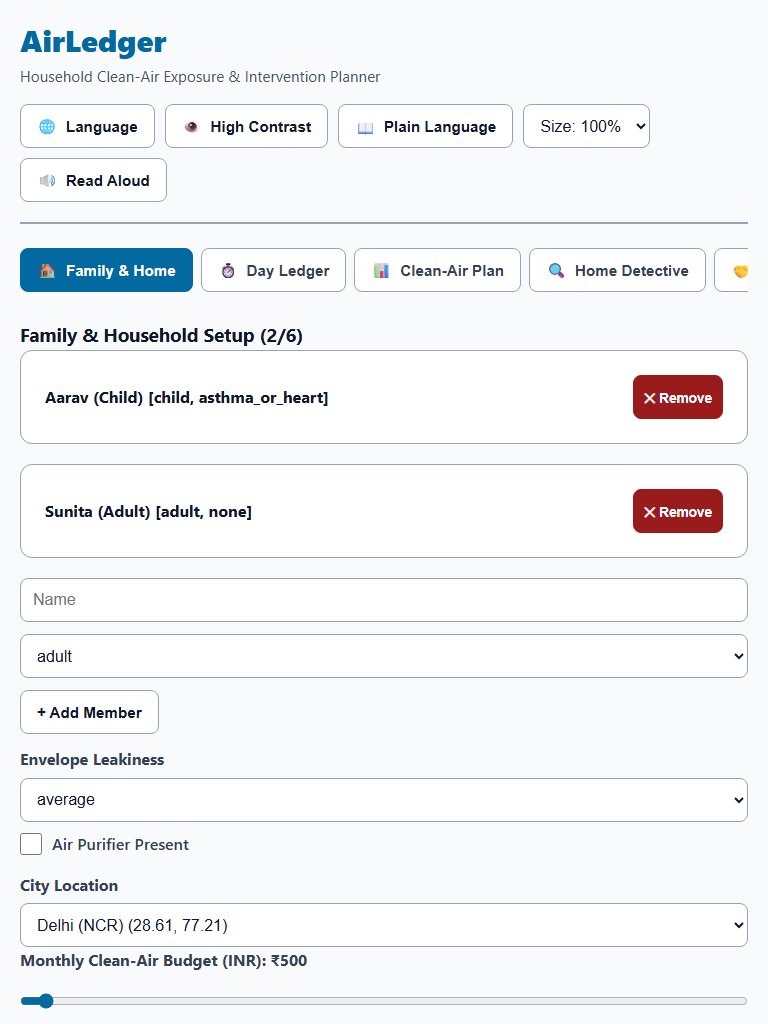 AirLedger
Household Clean-Air Exposure & Intervention Planner
Language
High Contrast
Plain Language
Size: 100%
Read Aloud
Family & Home
Day Ledger
Clean-Air Plan
Home Detective
Family & Household Setup (2/6)
Aarav (Child) [child, asthma_or_heart]
✕ Remove
Sunita (Adult) [adult, none]
✕ Remove
Name
adult
+ Add Member
Envelope Leakiness
average
Air Purifier Present
City Location
Delhi (NCR) (28.61, 77.21)
Monthly Clean-Air Budget (INR): ₹500